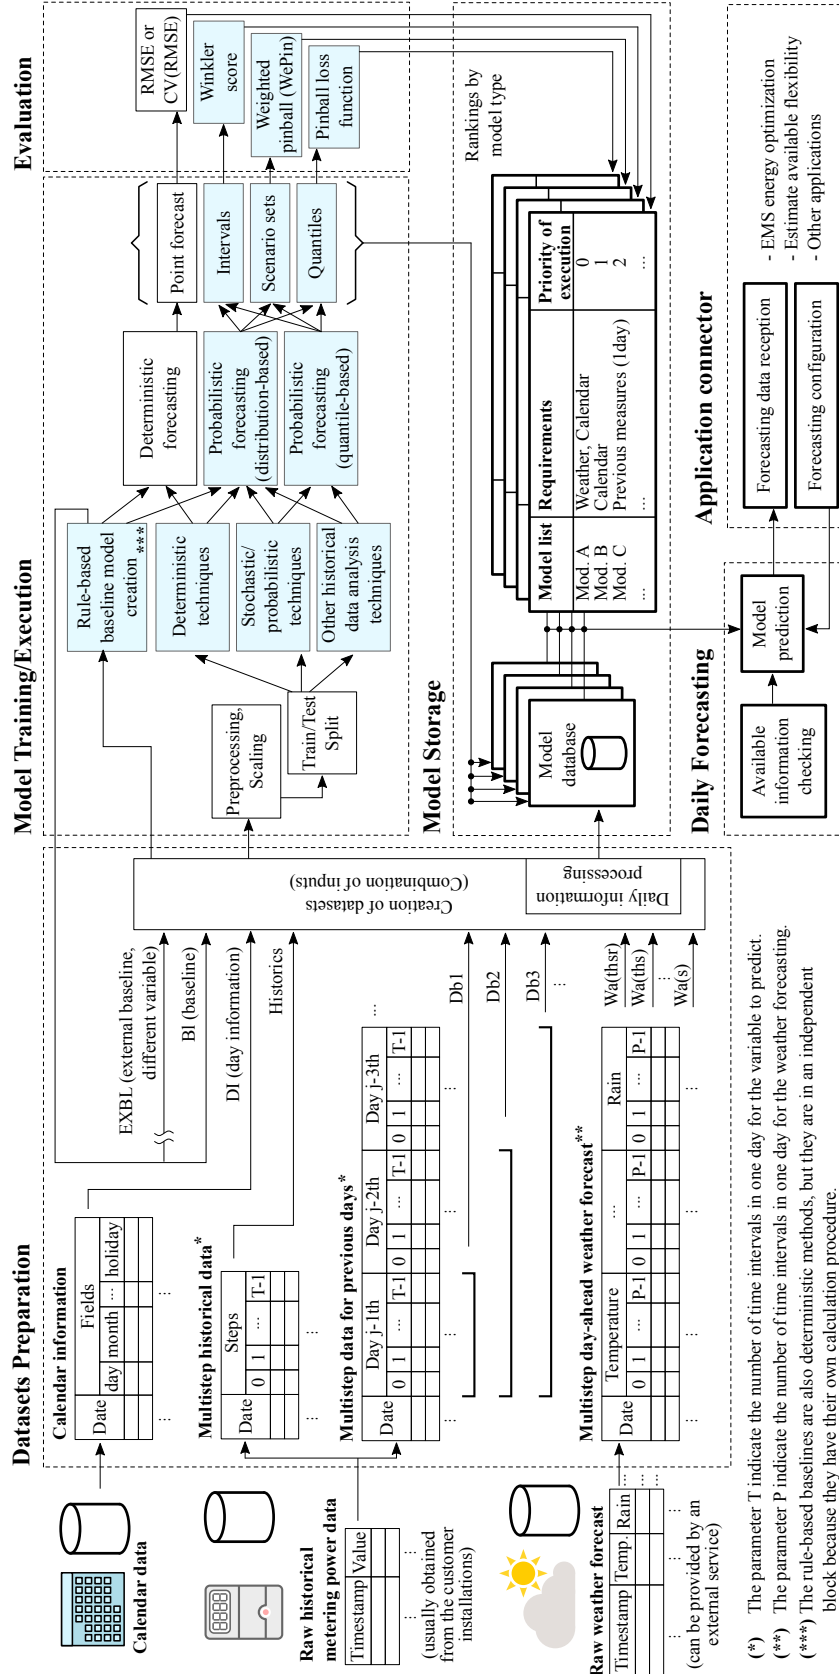 Calendar data
Raw historical
metering power data
Timestamp Value
⋮ ⋮
(usually obtained
from the customer
installations)
Raw weather forecast
Timestamp Temp. Rain ...
⋮ ⋮ ⋮
(can be provided by an
external service)
Datasets Preparation
Calendar information
Date Fields
day month ... holiday
⋮ ⋮
Multistep historical data*
Date Steps
0 1 ... T-1
⋮ ⋮
Multistep data for previous days*
Date Day j-1th Day j-2th Day j-3th ...
0 1 ... T-1 0 1 ... T-1 0 1 ... T-1
⋮ ⋮ ⋮ ⋮
Multistep day-ahead weather forecast**
Date Temperature .... Rain
0 1 ... P-1 0 1 ... P-1 0 1 ... P-1
⋮ ⋮ ⋮ ⋮
EXBL (external baseline,
different variable)
Bl (baseline)
DI (day information)
Historics
Db1
Db2
Db3
⋮
Wa(thsr)
Wa(ths)
⋮
Wa(s)
Creation of datasets
(Combination of inputs)
Daily information
processing
Model Training/Execution
Preprocessing,
Scaling
Train/Test
Split
Rule-based
baseline model
creation ***
Deterministic
techniques
Stochastic/
probabilistic
techniques
Other historical
data analysis
techniques
Deterministic
forecasting
Probabilistic
forecasting
(distribution-based)
Probabilistic
forecasting
(quantile-based)
Point forecast
Intervals
Scenario sets
Quantiles
Evaluation
RMSE or
CV(RMSE)
Winkler
score
Weighted
pinball (WePin)
Pinball loss
function
Model Storage
Model
database
Rankings by
model type
Model list Requirements Priority of
execution
Mod. A Weather, Calendar 0
Mod. B Calendar 1
Mod. C Previous measures (1day) 2
... ... ...
Daily Forecasting
Available
information
checking
Model
prediction
Application connector
Forecasting data reception
Forecasting configuration
- EMS energy optimization
- Estimate available flexibility
- Other applications
(*) The parameter T indicate the number of time intervals in one day for the variable to predict.
(**) The parameter P indicate the number of time intervals in one day for the weather forecasting.
(***) The rule-based baselines are also deterministic methods, but they are in an independent
block because they have their own calculation procedure.